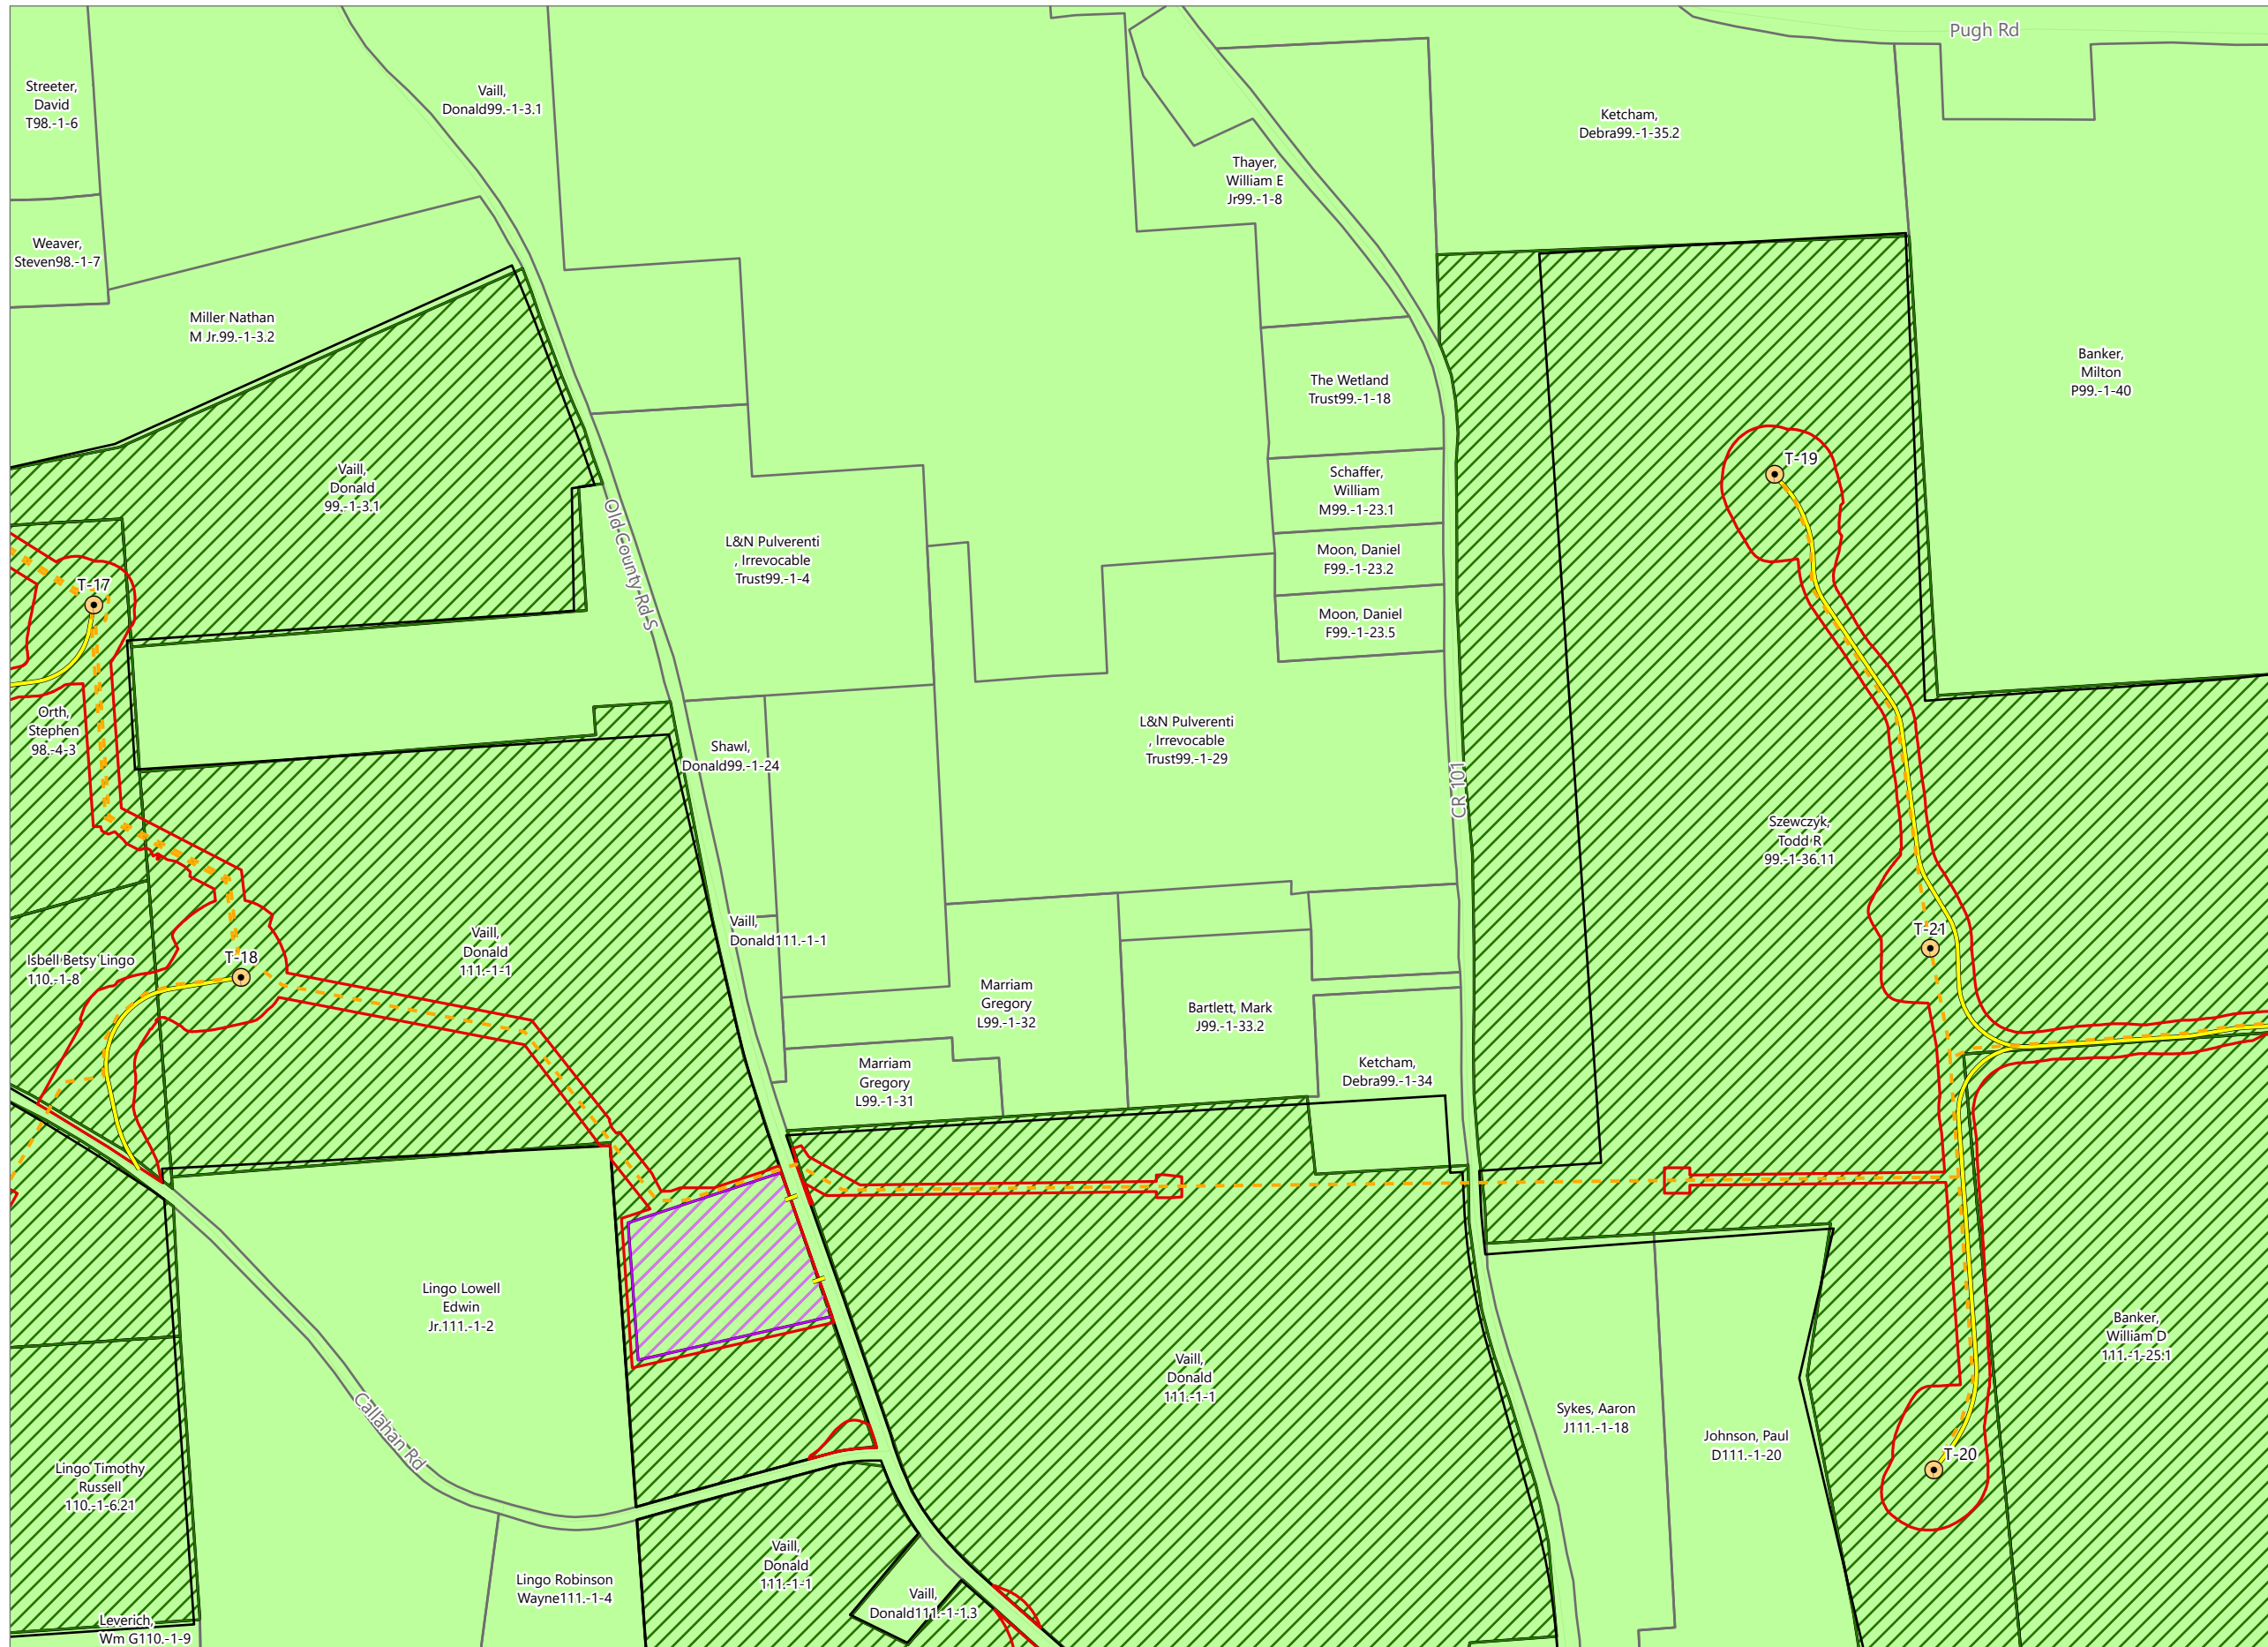 Pugh Rd
Streeter,
David
T98.-1-6
Vaill,
Donald99.-1-3.1
Ketcham,
Debra99.-1-35.2
Thayer,
William E
Jr99.-1-8
Weaver,
Steven98.-1-7
Miller Nathan
M Jr.99.-1-3.2
The Wetland
Trust99.-1-18
Banker,
Milton
P99.-1-40
Vaill,
Donald
99.-1-3.1
Schaffer,
William
M99.-1-23.1
T-19
Old County Rd S
L&N Pulverenti
, Irrevocable
Trust99.-1-4
Moon, Daniel
F99.-1-23.2
T-17
Moon, Daniel
F99.-1-23.5
Orth,
Stephen
98.-4-3
Shawl,
Donald99.-1-24
L&N Pulverenti
, Irrevocable
Trust99.-1-29
CR 101
Szewczyk,
Todd R
99.-1-36.11
Vaill,
Donald111.-1-1
Vaill,
Donald
111.-1-1
T-21
Isbell Betsy Lingo
110.-1-8
T-18
Marriam
Gregory
L99.-1-32
Bartlett, Mark
J99.-1-33.2
Marriam
Gregory
L99.-1-31
Ketcham,
Debra99.-1-34
Lingo Lowell
Edwin
Jr.111.-1-2
Banker,
William D
111.-1-25.1
Vaill,
Donald
111.-1-1
Callahan Rd
Sykes, Aaron
J111.-1-18
Johnson, Paul
D111.-1-20
T-20
Lingo Timothy
Russell
110.-1-6.21
Vaill,
Donald
111.-1-1
Lingo Robinson
Wayne111.-1-4
Vaill,
Donald111.-1-1.3
Leverich,
Wm G110.-1-9